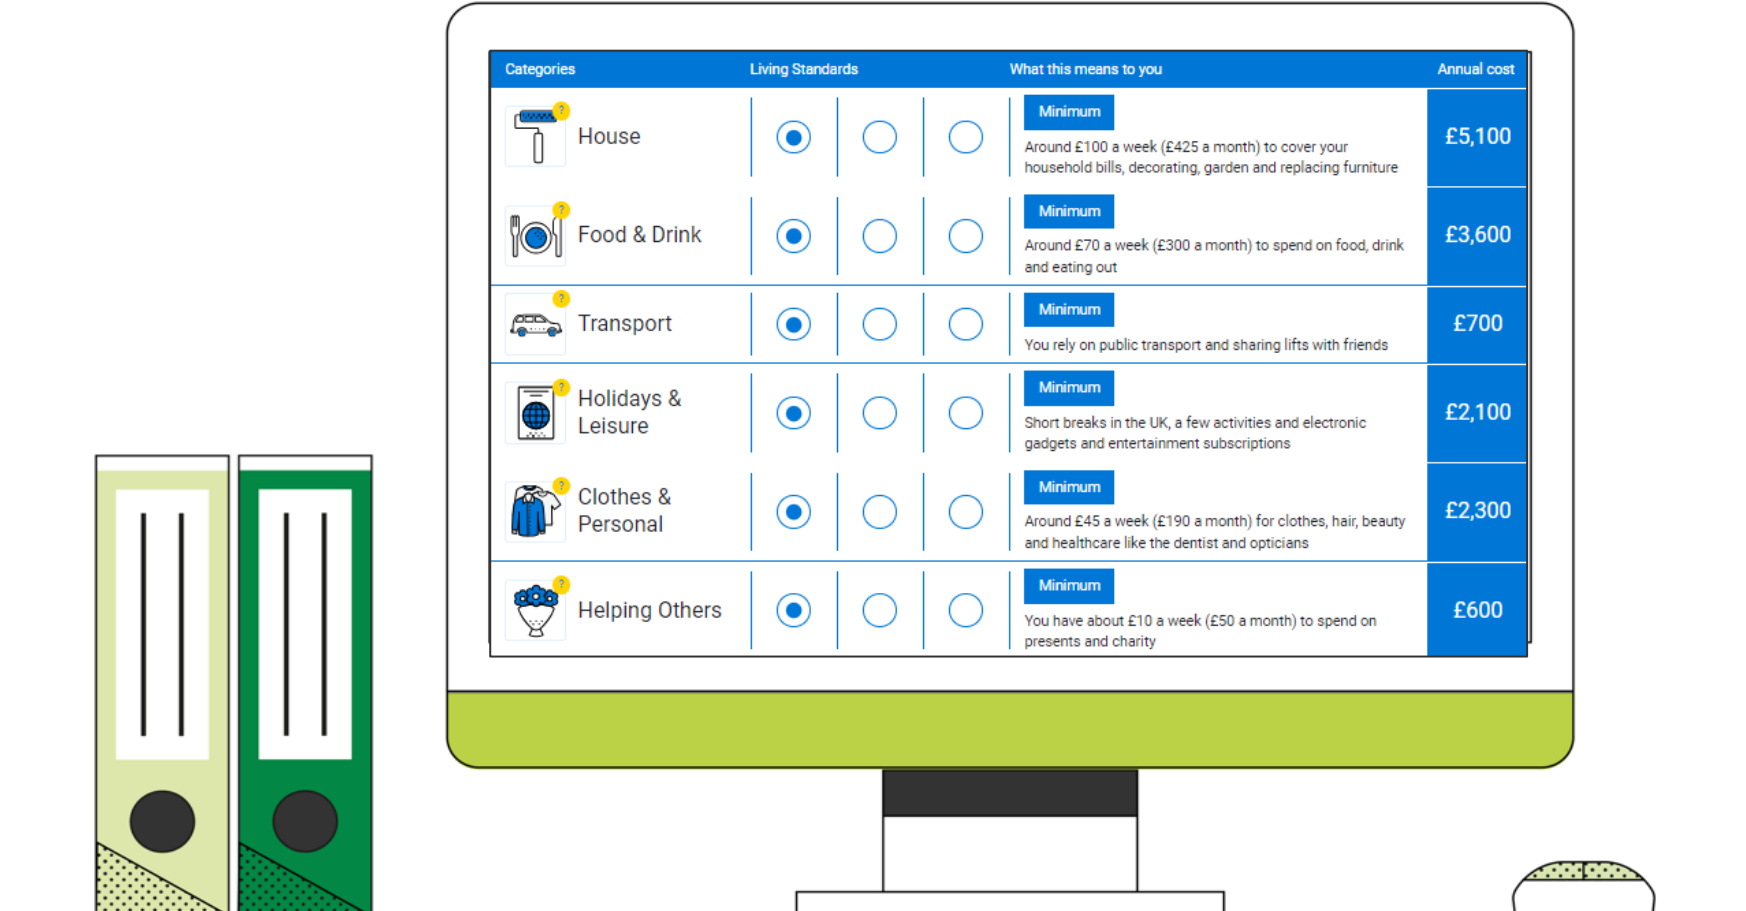 Categories Living Standards What this means to you Annual cost
?
House
Minimum
Around £100 a week (£425 a month) to cover your
household bills, decorating, garden and replacing furniture
£5,100
?
Food & Drink
Minimum
Around £70 a week (£300 a month) to spend on food, drink
and eating out
£3,600
?
Transport
Minimum
You rely on public transport and sharing lifts with friends
£700
?
Holidays &
Leisure
Minimum
Short breaks in the UK, a few activities and electronic
gadgets and entertainment subscriptions
£2,100
?
Clothes &
Personal
Minimum
Around £45 a week (£190 a month) for clothes, hair, beauty
and healthcare like the dentist and opticians
£2,300
?
Helping Others
Minimum
You have about £10 a week (£50 a month) to spend on
presents and charity
£600